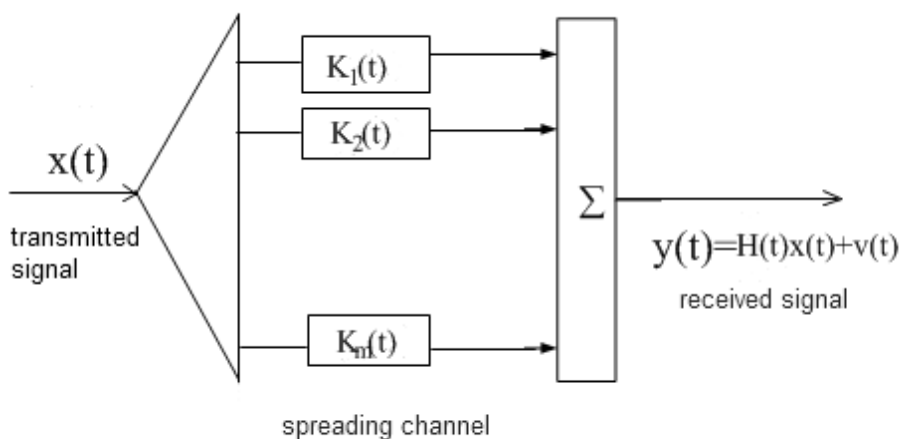 K₁(t)
K₂(t)
x(t)
transmitted
signal
Σ
y(t)=H(t)x(t)+v(t)
received signal
Kₘ(t)
spreading channel